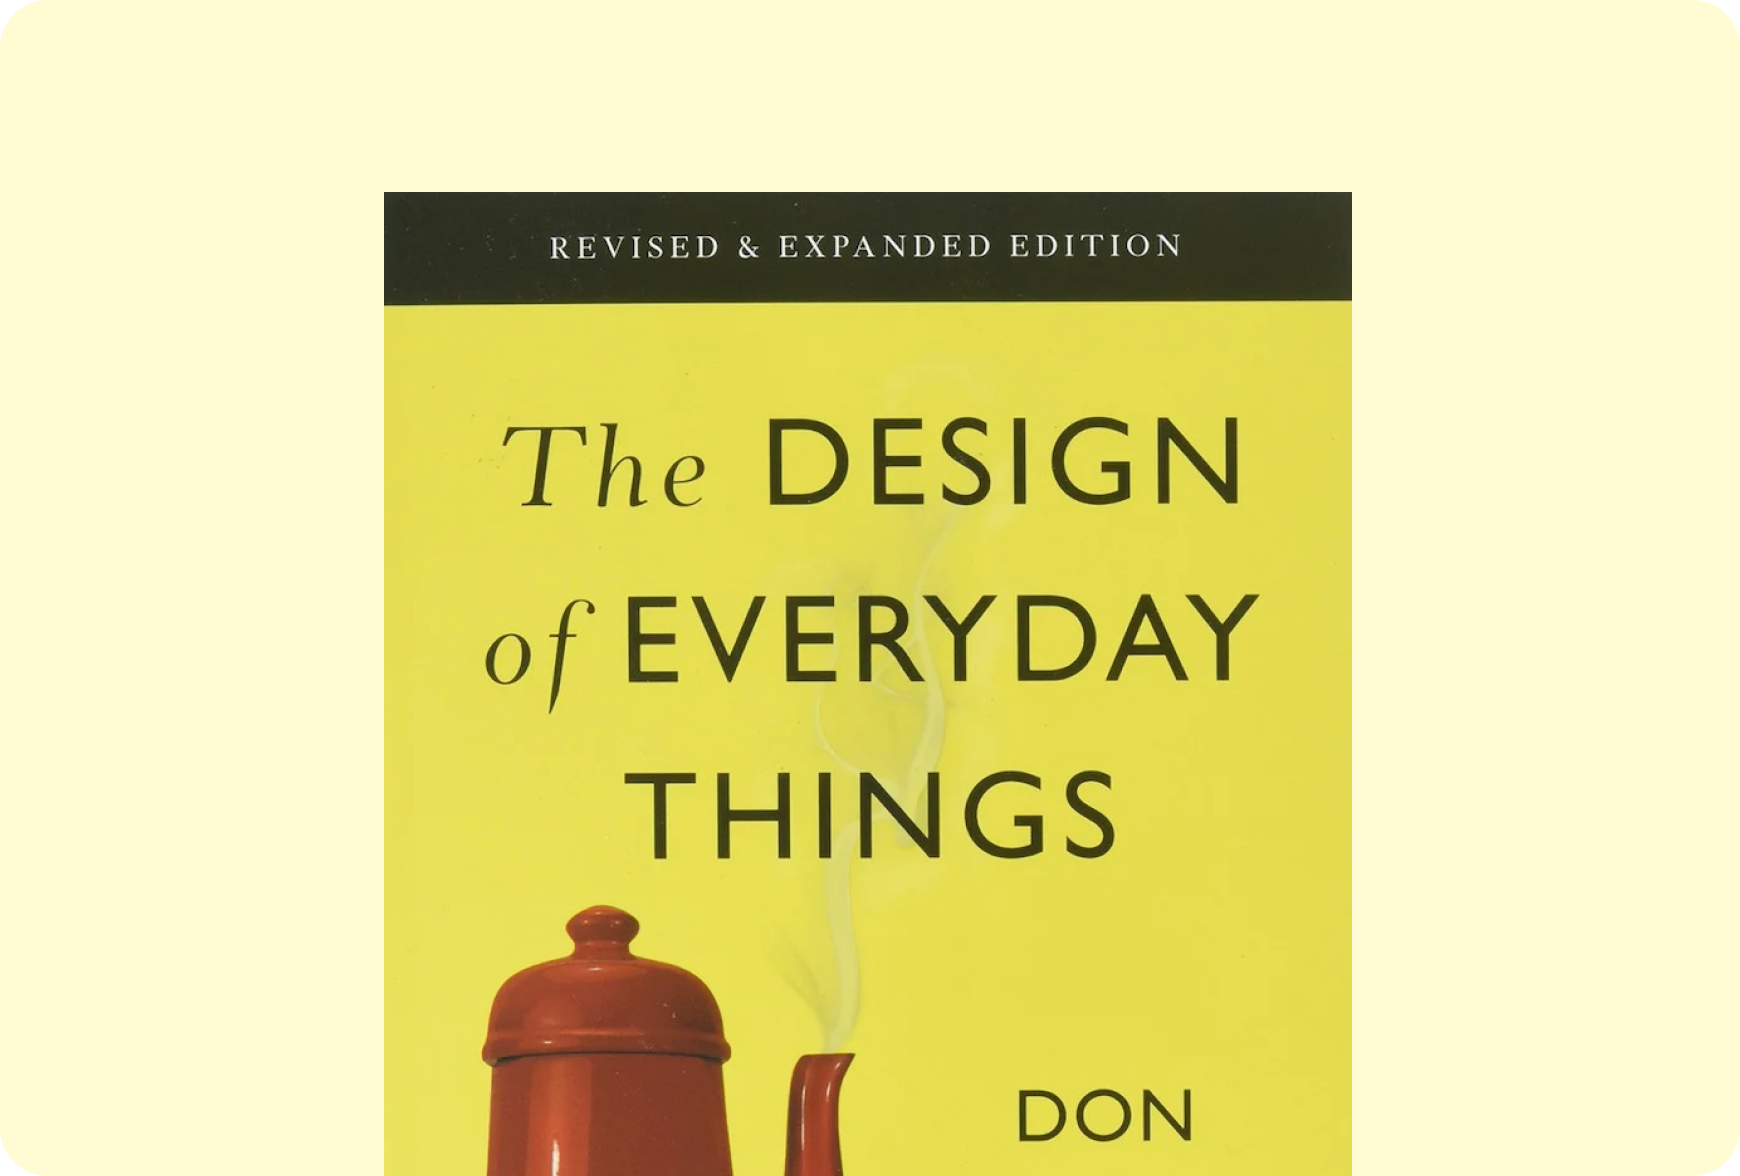 REVISED & EXPANDED EDITION
The DESIGN
of EVERYDAY
THINGS
DON